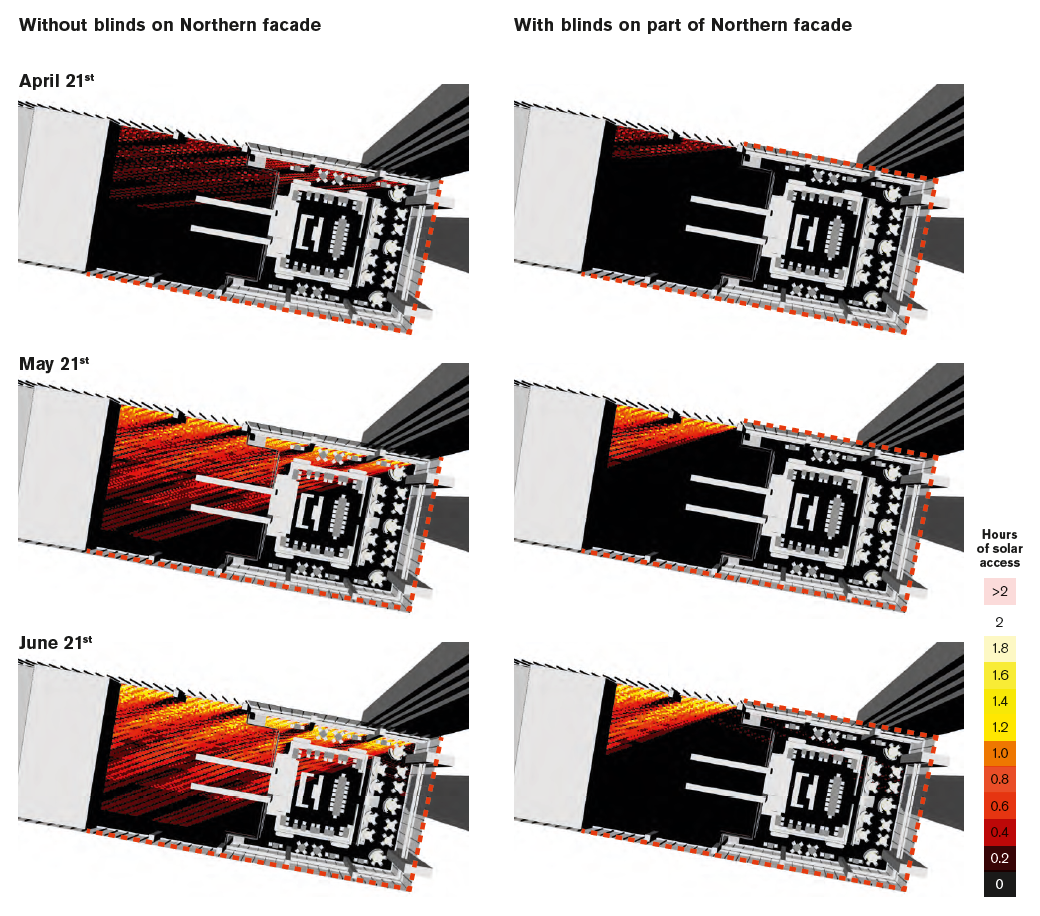 Without blinds on Northern facade
With blinds on part of Northern facade
April 21st
May 21st
June 21st
Hours
of solar
access
>2
2
1.8
1.6
1.4
1.2
1.0
0.8
0.6
0.4
0.2
0